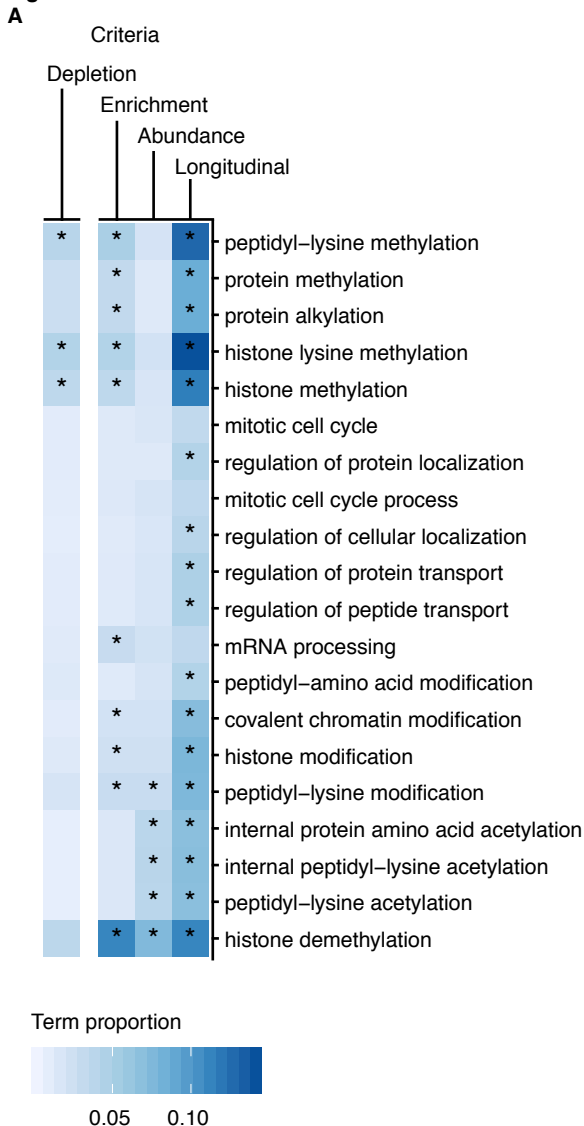 A
Criteria
Depletion
Enrichment
Abundance
Longitudinal
* * * peptidyl−lysine methylation
* * protein methylation
* * protein alkylation
* * * histone lysine methylation
* * * histone methylation
mitotic cell cycle
* regulation of protein localization
mitotic cell cycle process
* regulation of cellular localization
* regulation of protein transport
* regulation of peptide transport
* mRNA processing
* peptidyl−amino acid modification
* * covalent chromatin modification
* * histone modification
* * * peptidyl−lysine modification
* * internal protein amino acid acetylation
* * internal peptidyl−lysine acetylation
* * peptidyl−lysine acetylation
* * * histone demethylation
Term proportion
0.05 0.10